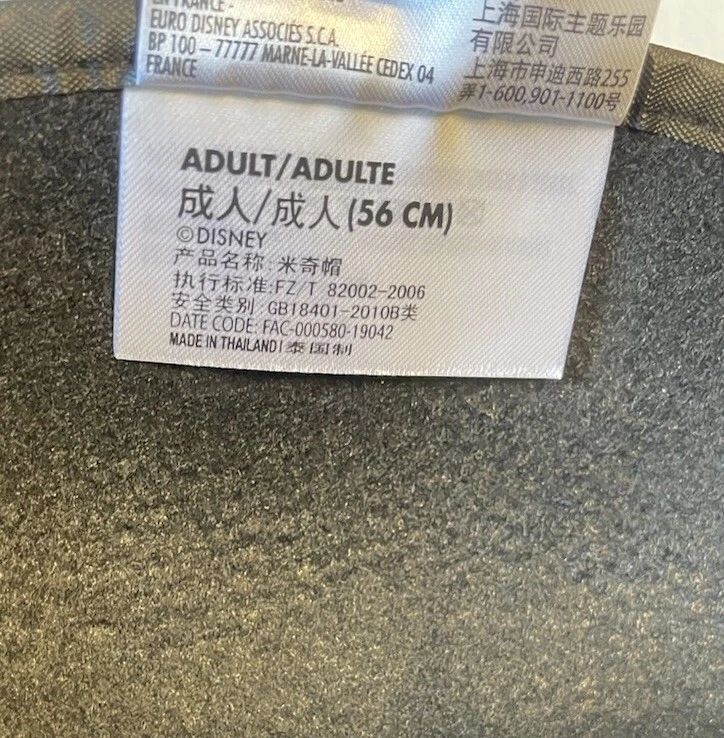 EN FRANCE -
EURO DISNEY ASSOCIÉS S.C.A.
BP 100 – 77777 MARNE-LA-VALLÉE CEDEX 04
FRANCE
上海国际主题乐园
有限公司
上海市申迪西路255
弄1-600,901-1100号
ADULT/ADULTE
成人/成人(56 CM)
©DISNEY
产品名称:米奇帽
执行标准:FZ/T 82002-2006
安全类别:GB18401-2010B类
DATE CODE: FAC-000580-19042
MADE IN THAILAND | 泰国制